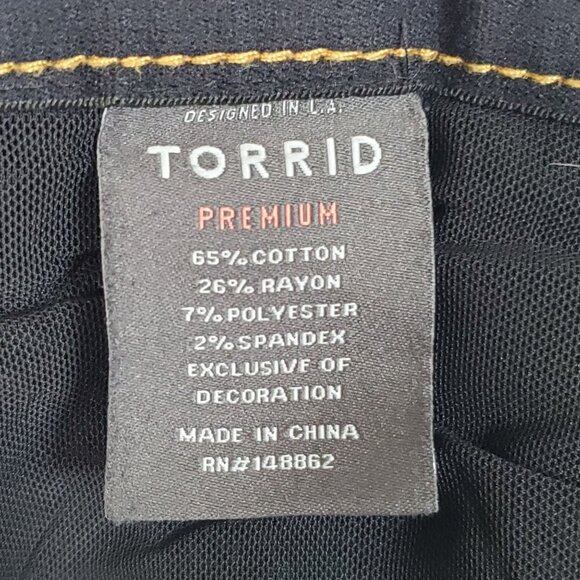 DESIGNED IN L.A.
TORRID
PREMIUM
65% COTTON
26% RAYON
7% POLYESTER
2% SPANDEX
EXCLUSIVE OF
DECORATION
MADE IN CHINA
RN#148862